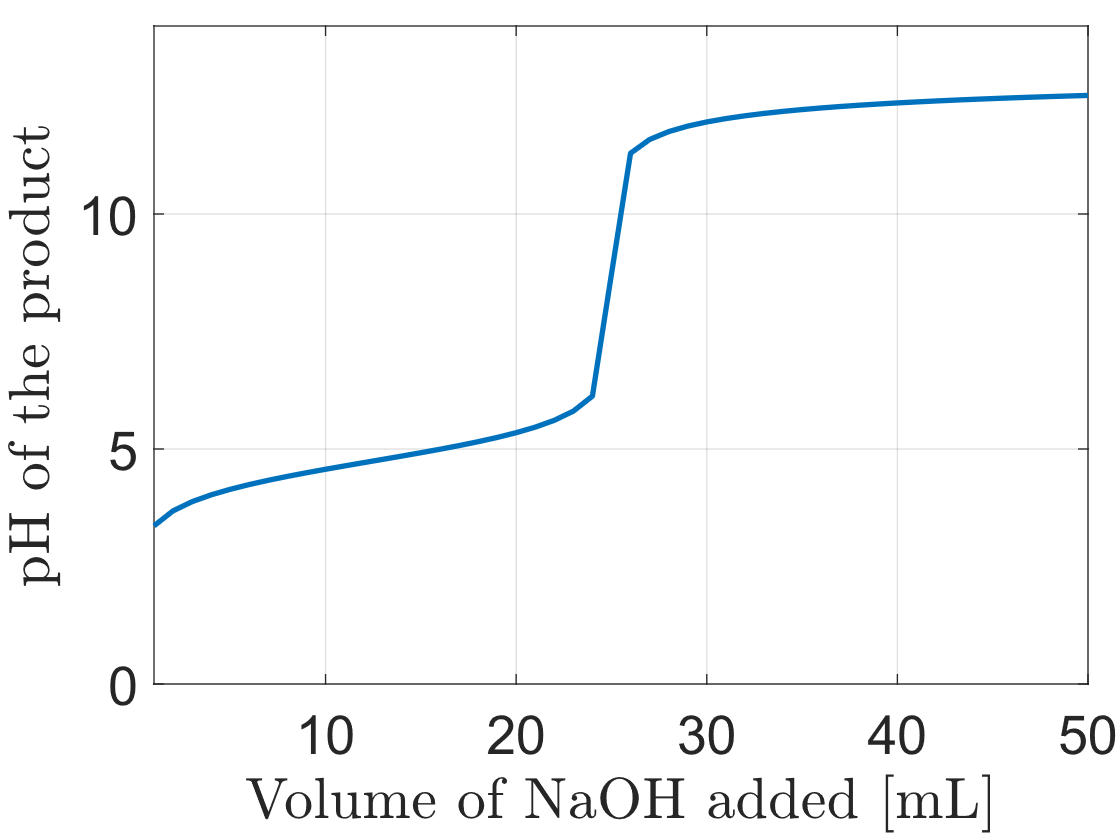 pH of the product
10
5
0
10 20 30 40 50
Volume of NaOH added [mL]